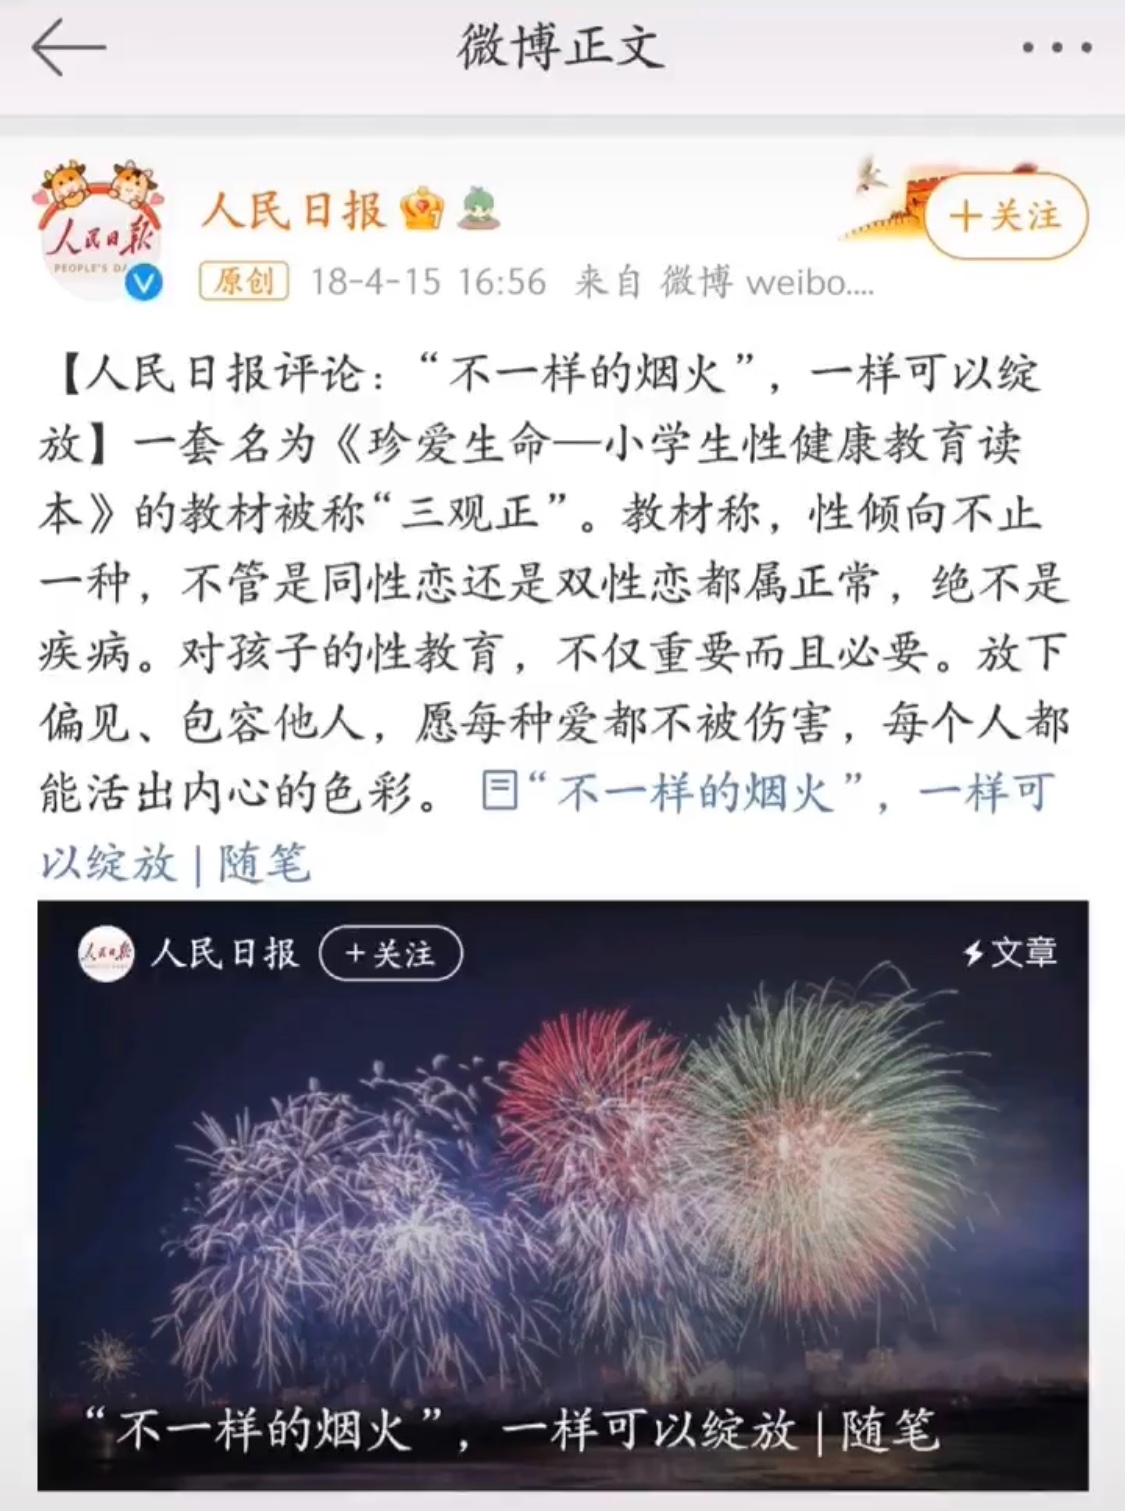 微博正文
人民日报
+关注
人民日报
PEOPLE'S DA
原创 18-4-15 16:56 来自 微博 weibo....
【人民日报评论：“不一样的烟火”，一样可以绽
放】一套名为《珍爱生命—小学生性健康教育读
本》的教材被称“三观正”。教材称，性倾向不止
一种，不管是同性恋还是双性恋都属正常，绝不是
疾病。对孩子的性教育，不仅重要而且必要。放下
偏见、包容他人，愿每种爱都不被伤害，每个人都
能活出内心的色彩。 “不一样的烟火”，一样可
以绽放 | 随笔
人民日报
人民日报 +关注 文章
“不一样的烟火”，一样可以绽放 | 随笔